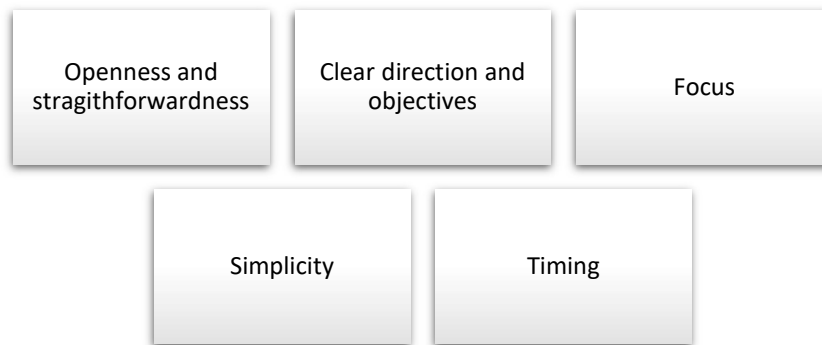 Openness and
stragithforwardness
Clear direction and
objectives
Focus
Simplicity
Timing